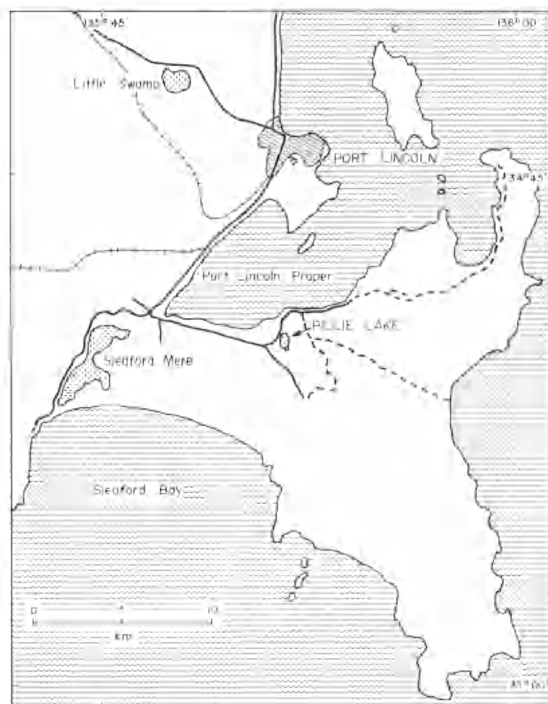 135° 45'
136° 00'
Little Swamp
PORT LINCOLN
34° 45'
Port Lincoln Proper
PILLIE LAKE
Sleaford Mere
Sleaford Bay
0
10
km